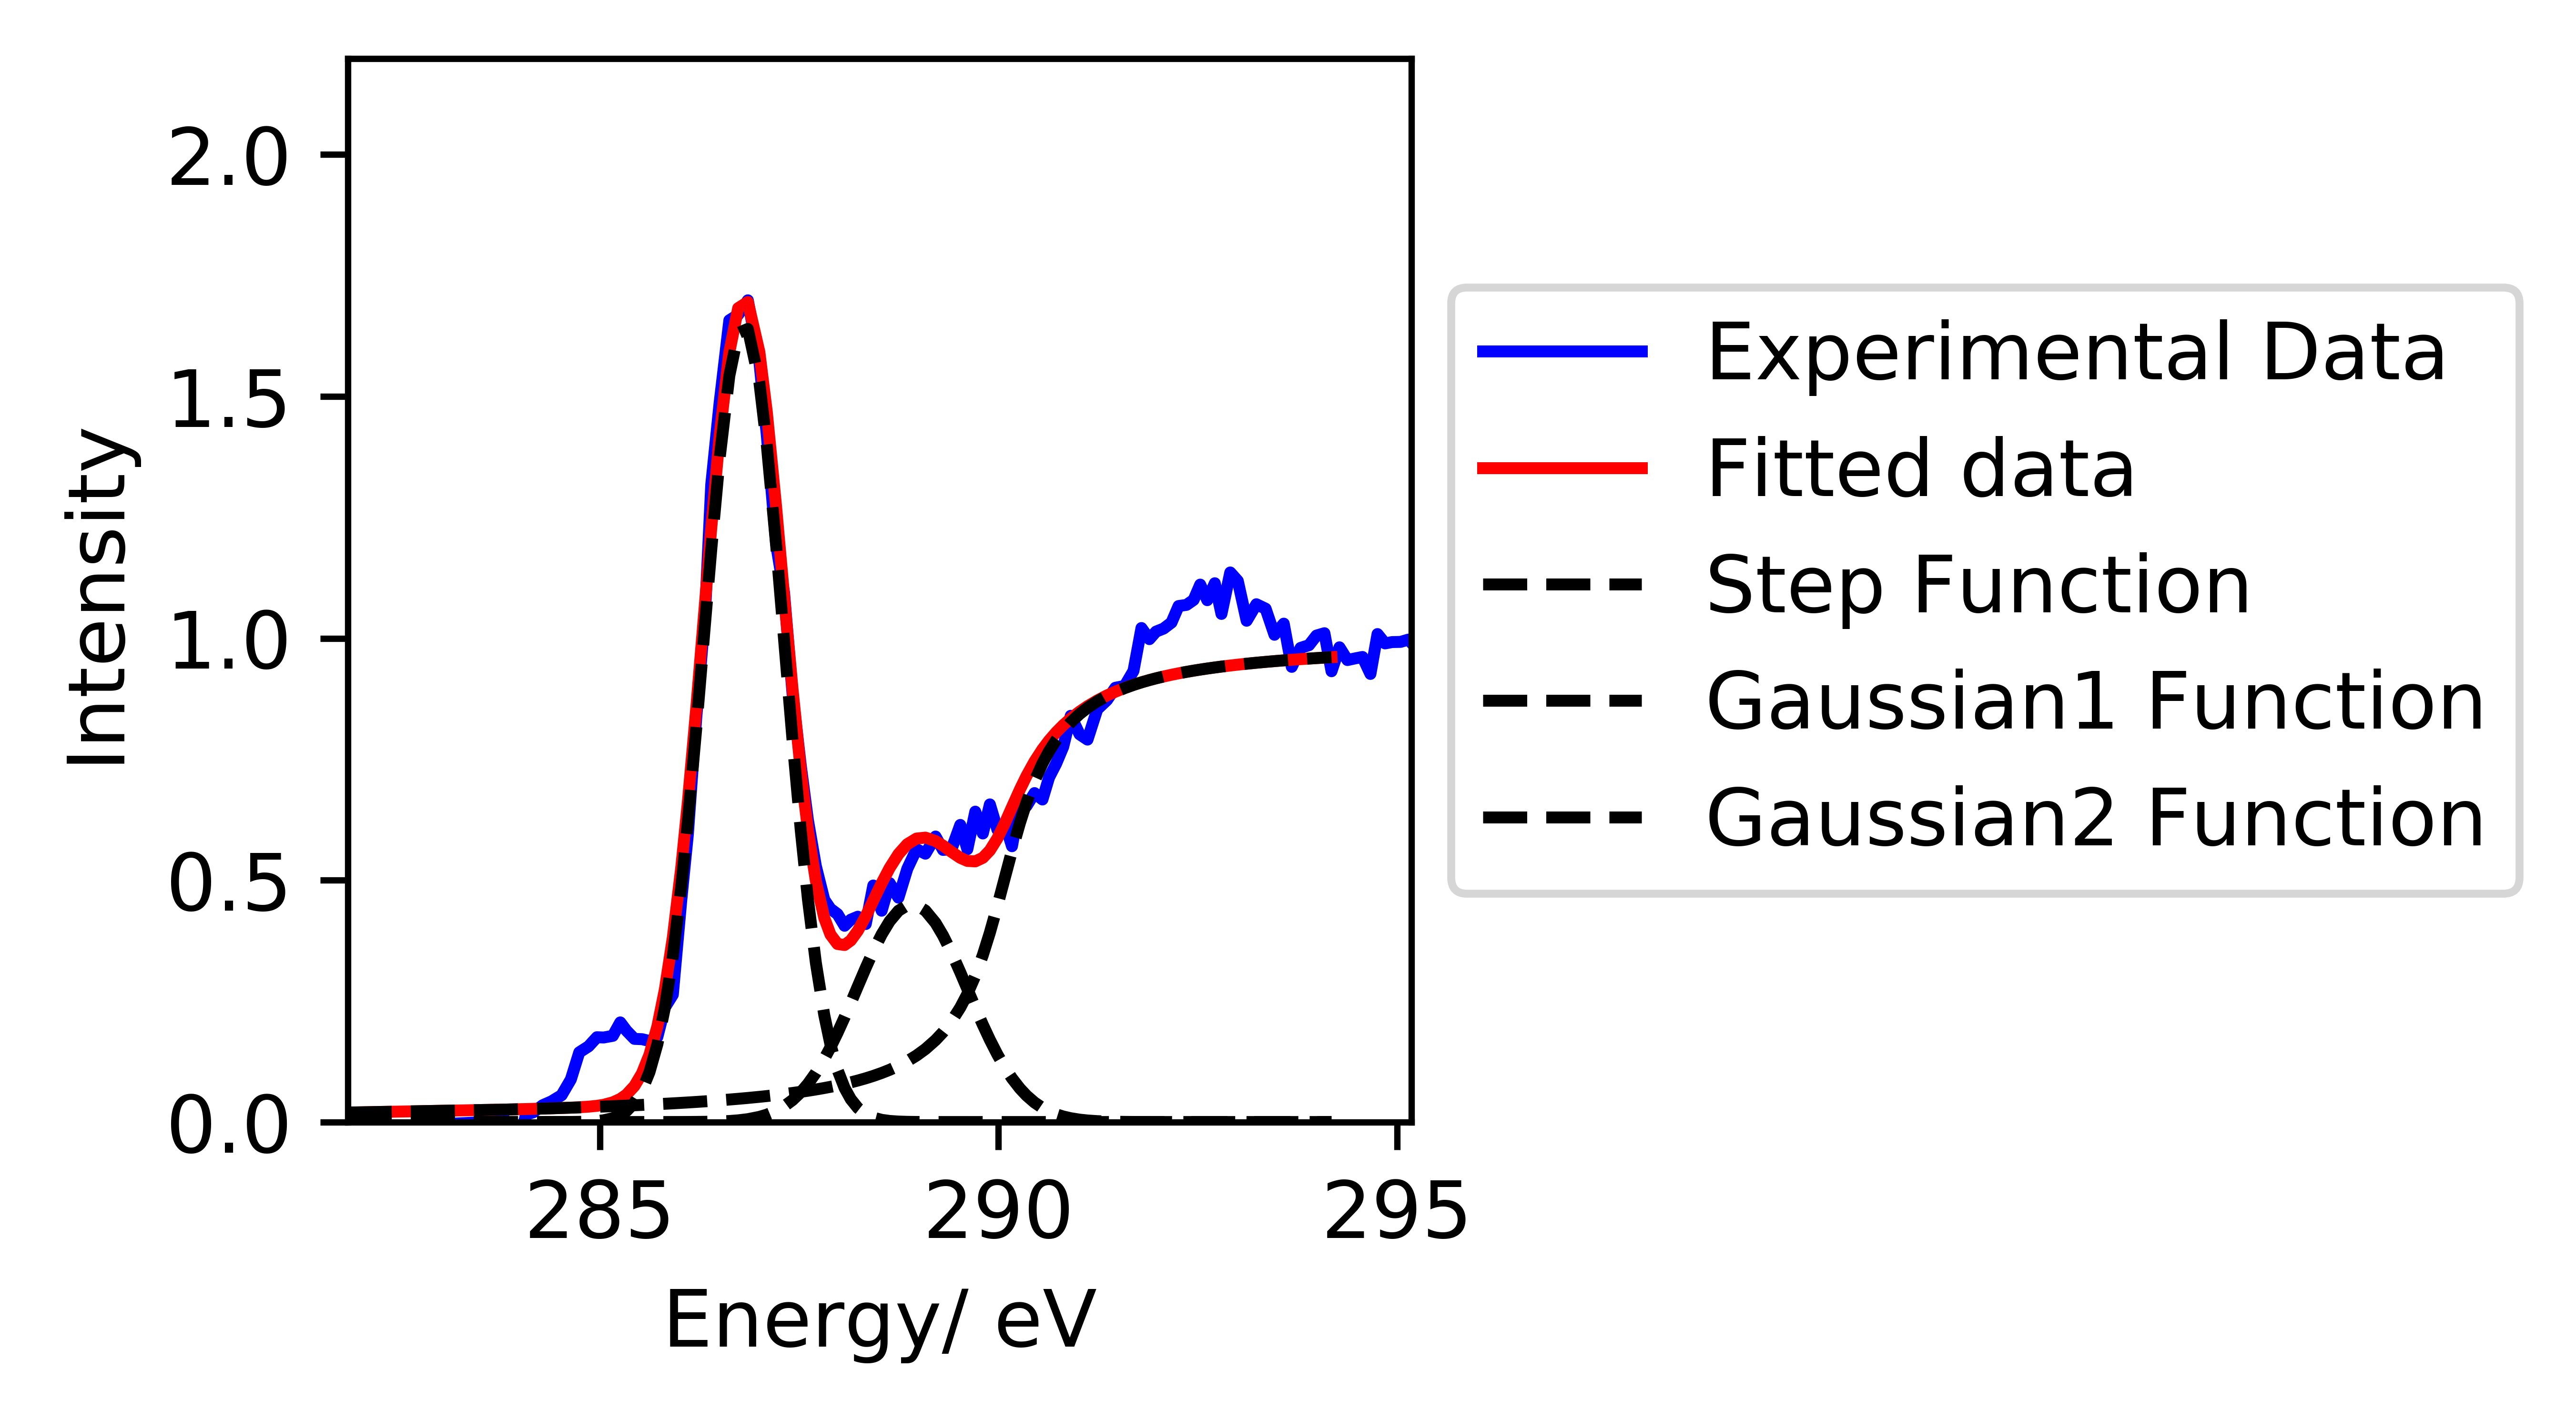 2.0
1.5
1.0
0.5
0.0
Intensity
285 290 295
Energy/ eV
Experimental Data
Fitted data
Step Function
Gaussian1 Function
Gaussian2 Function